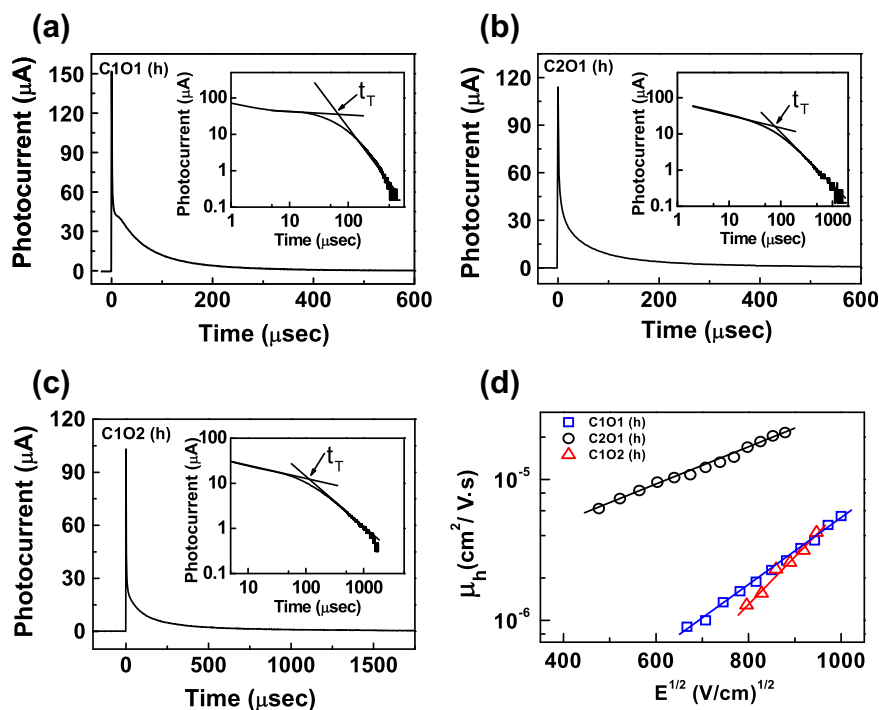 (a)
C1O1 (h)
Photocurrent (μA)
150
120
90
60
30
0
0
200
400
600
Time (μsec)
Photocurrent (μA)
100
10
1
0.1
1
10
100
Time (μsec)
t_T
(b)
C2O1 (h)
Photocurrent (μA)
120
90
60
30
0
0
200
400
600
Time (μsec)
Photocurrent (μA)
100
10
1
0.1
1
10
100
1000
Time (μsec)
t_T
(c)
C1O2 (h)
Photocurrent (μA)
120
90
60
30
0
0
500
1000
1500
Time (μsec)
Photocurrent (μA)
100
10
1
0.1
10
100
1000
Time (μsec)
t_T
(d)
C1O1 (h)
C2O1 (h)
C1O2 (h)
μ_h(cm²/ V·s)
10⁻⁵
10⁻⁶
400
600
800
1000
E^1/2 (V/cm)^1/2